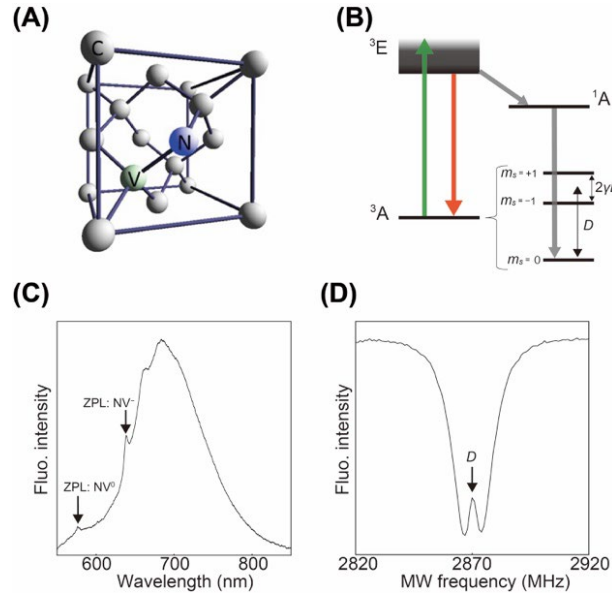 (A)
C
N
V
(B)
³E
¹A
³A
mₛ = +1
mₛ = −1
mₛ = 0
D
(C)
Fluo. intensity
ZPL: NV⁰
ZPL: NV⁻
600
700
800
Wavelength (nm)
(D)
Fluo. intensity
D
2820
2870
2920
MW frequency (MHz)